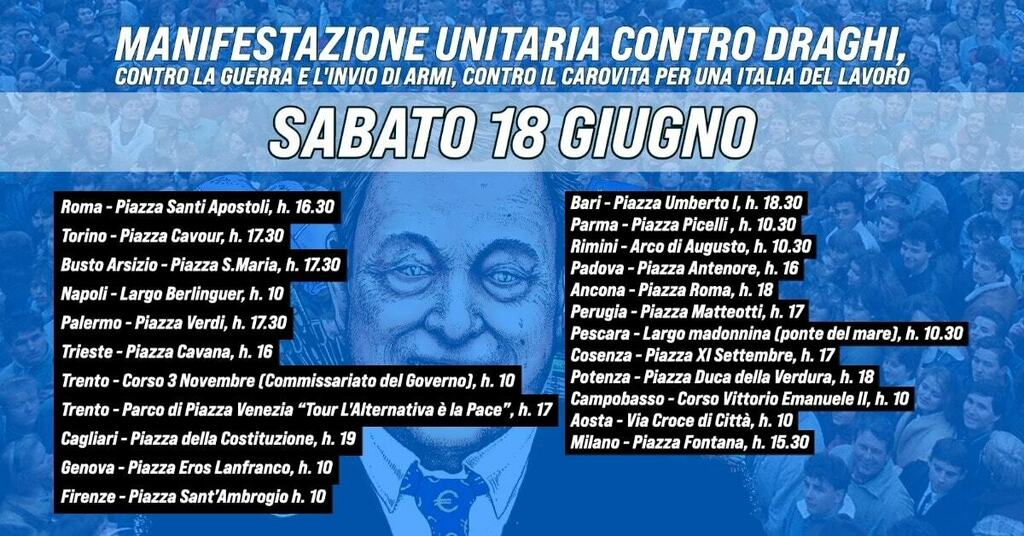 MANIFESTAZIONE UNITARIA CONTRO DRAGHI,
CONTRO LA GUERRA E L'INVIO DI ARMI, CONTRO IL CAROVITA PER UNA ITALIA DEL LAVORO
SABATO 18 GIUGNO
Roma - Piazza Santi Apostoli, h. 16.30
Torino - Piazza Cavour, h. 17.30
Busto Arsizio - Piazza S.Maria, h. 17.30
Napoli - Largo Berlinguer, h. 10
Palermo - Piazza Verdi, h. 17.30
Trieste - Piazza Cavana, h. 16
Trento - Corso 3 Novembre (Commissariato del Governo), h. 10
Trento - Parco di Piazza Venezia “Tour L'Alternativa è la Pace”, h. 17
Cagliari - Piazza della Costituzione, h. 19
Genova - Piazza Eros Lanfranco, h. 10
Firenze - Piazza Sant'Ambrogio h. 10
Bari - Piazza Umberto I, h. 18.30
Parma - Piazza Picelli , h. 10.30
Rimini - Arco di Augusto, h. 10.30
Padova - Piazza Antenore, h. 16
Ancona - Piazza Roma, h. 18
Perugia - Piazza Matteotti, h. 17
Pescara - Largo madonnina (ponte del mare), h. 10.30
Cosenza - Piazza XI Settembre, h. 17
Potenza - Piazza Duca della Verdura, h. 18
Campobasso - Corso Vittorio Emanuele II, h. 10
Aosta - Via Croce di Città, h. 10
Milano - Piazza Fontana, h. 15.30